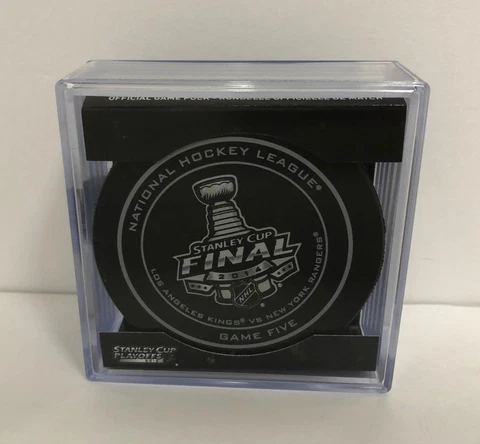 OFFICIAL GAME PUCK • RONDELLE OFFICIELLE DE MATCH
NATIONAL HOCKEY LEAGUE®
STANLEY CUP
FINAL
2014
NHL
LOS ANGELES KINGS® VS NEW YORK RANGERS®
GAME FIVE
STANLEY CUP
PLAYOFFS